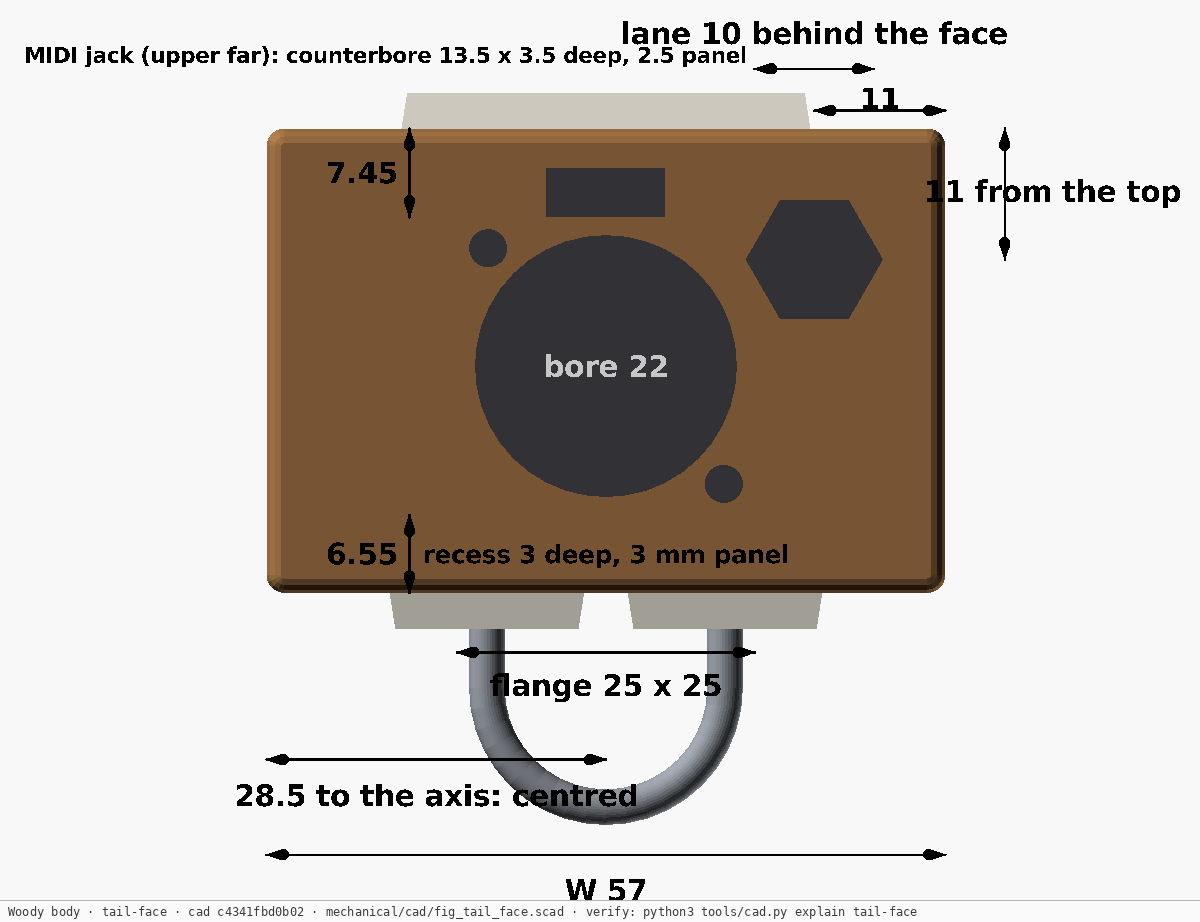 lane 10 behind the face
MIDI jack (upper far): counterbore 13.5 x 3.5 deep, 2.5 panel
11
7.45
11 from the top
bore 22
6.55
recess 3 deep, 3 mm panel
flange 25 x 25
28.5 to the axis: centred
W 57
Woody body · tail-face · cad c4341fbd0b02 · mechanical/cad/fig_tail_face.scad · verify: python3 tools/cad.py explain tail-face